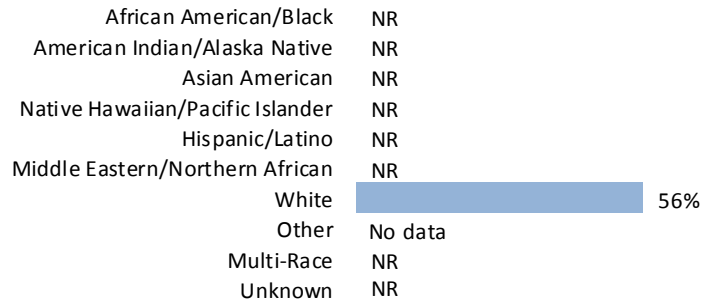 African American/Black NR
American Indian/Alaska Native NR
Asian American NR
Native Hawaiian/Pacific Islander NR
Hispanic/Latino NR
Middle Eastern/Northern African NR
White 56%
Other No data
Multi-Race NR
Unknown NR